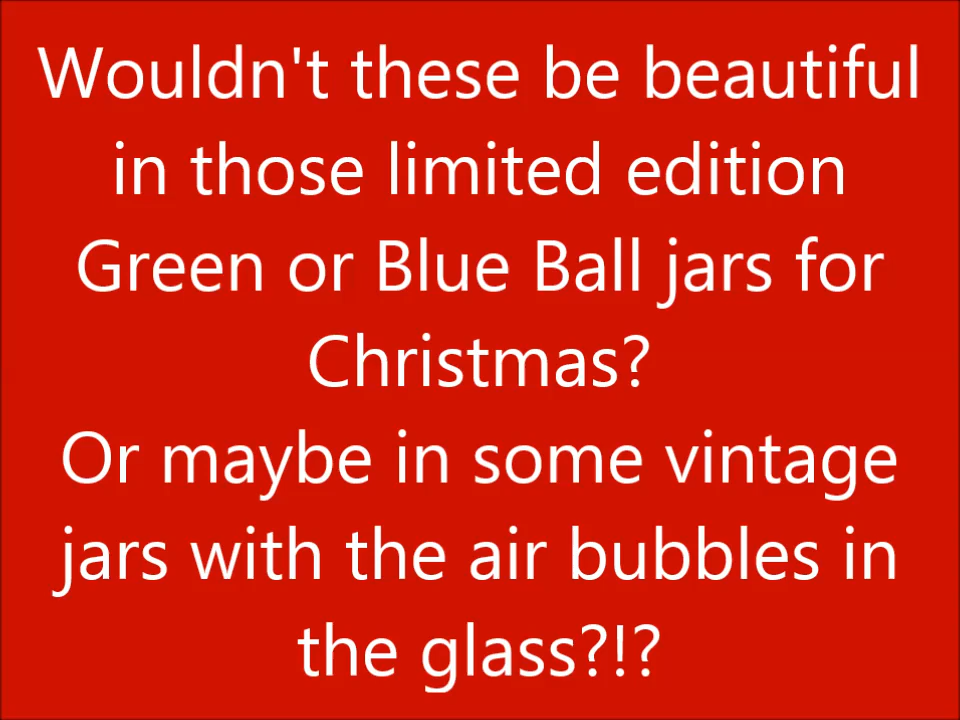 Wouldn't these be beautiful
in those limited edition
Green or Blue Ball jars for
Christmas?
Or maybe in some vintage
jars with the air bubbles in
the glass?!?